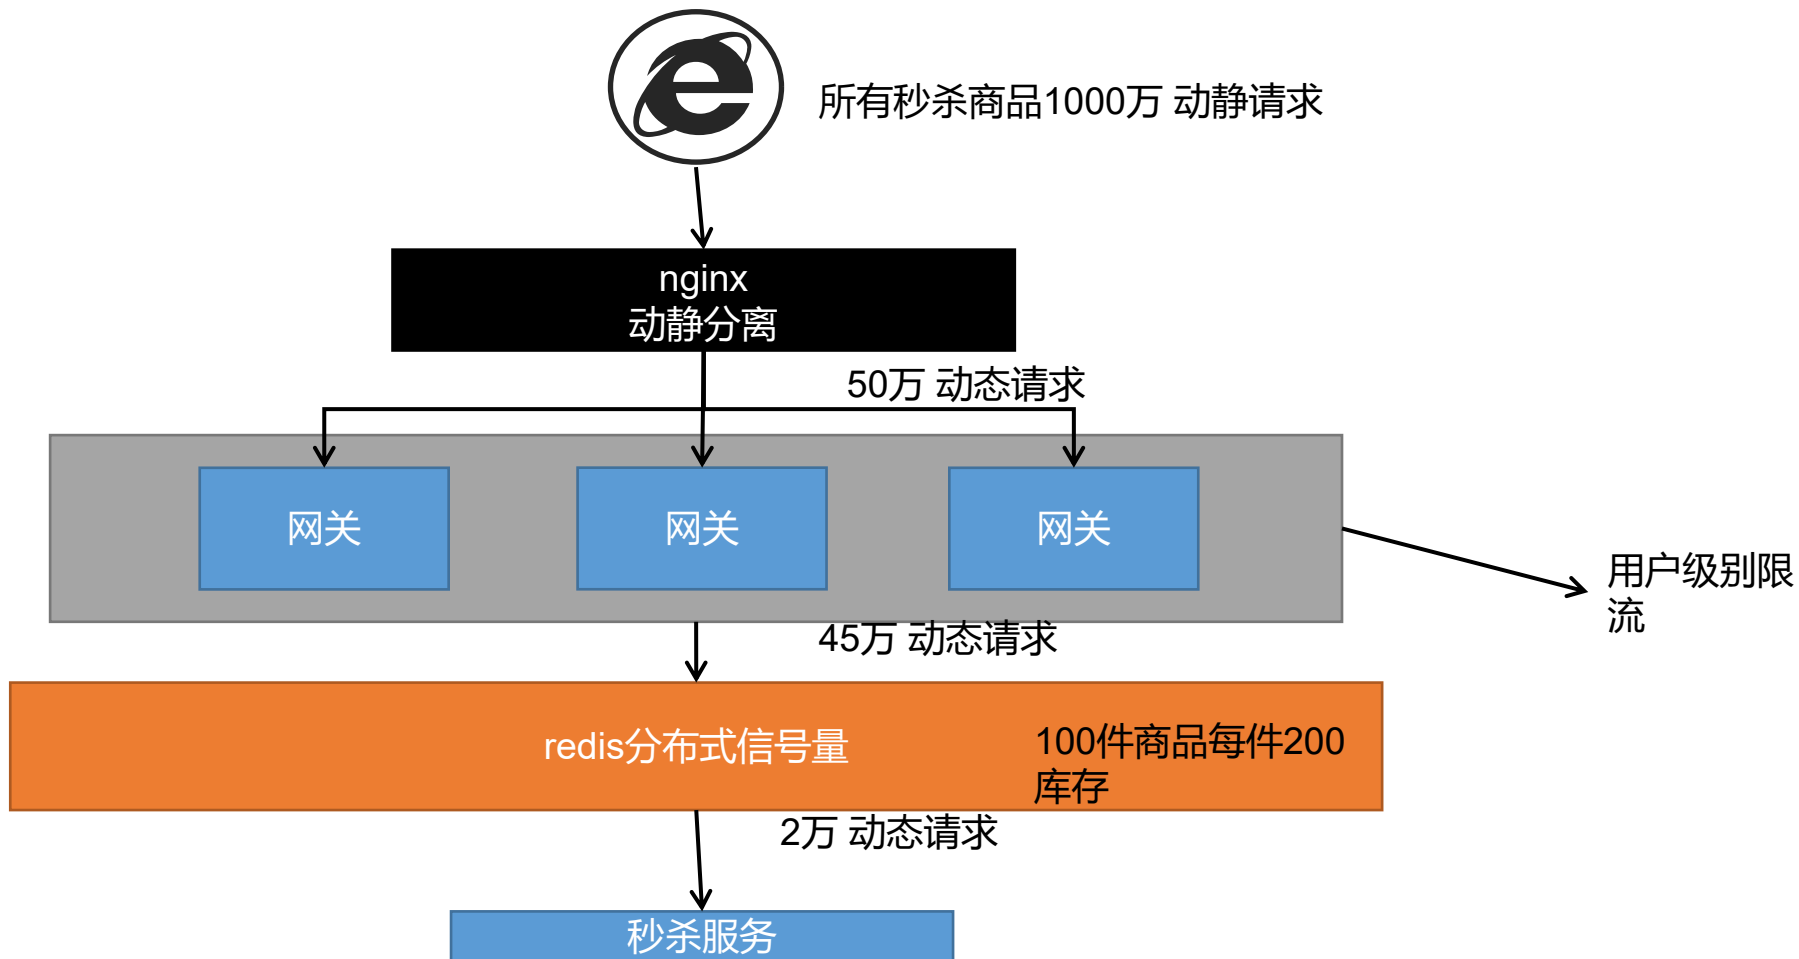 所有秒杀商品1000万 动静请求
nginx
动静分离
50万 动态请求
网关
网关
网关
用户级别限
流
45万 动态请求
redis分布式信号量
100件商品每件200
库存
2万 动态请求
秒杀服务